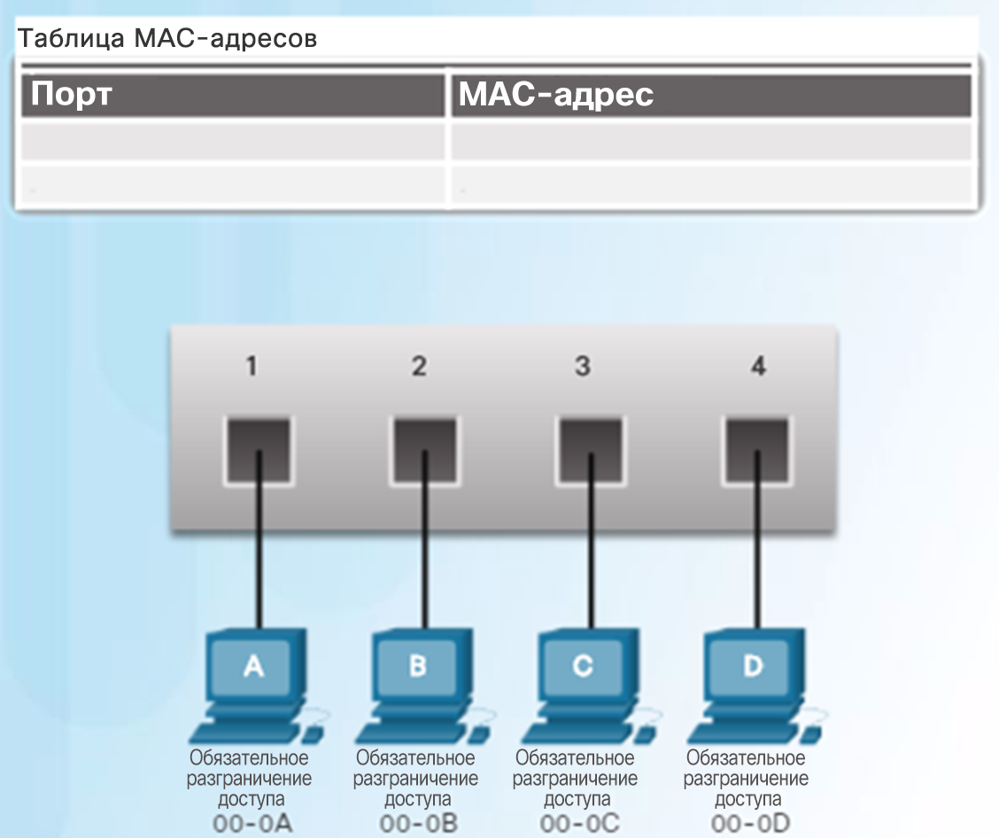 Таблица MAC-адресов
Порт MAC-адрес
1 2 3 4
A B C D
Обязательное Обязательное Обязательное Обязательное
разграничение разграничение разграничение разграничение
доступа доступа доступа доступа
00-0A 00-0B 00-0C 00-0D